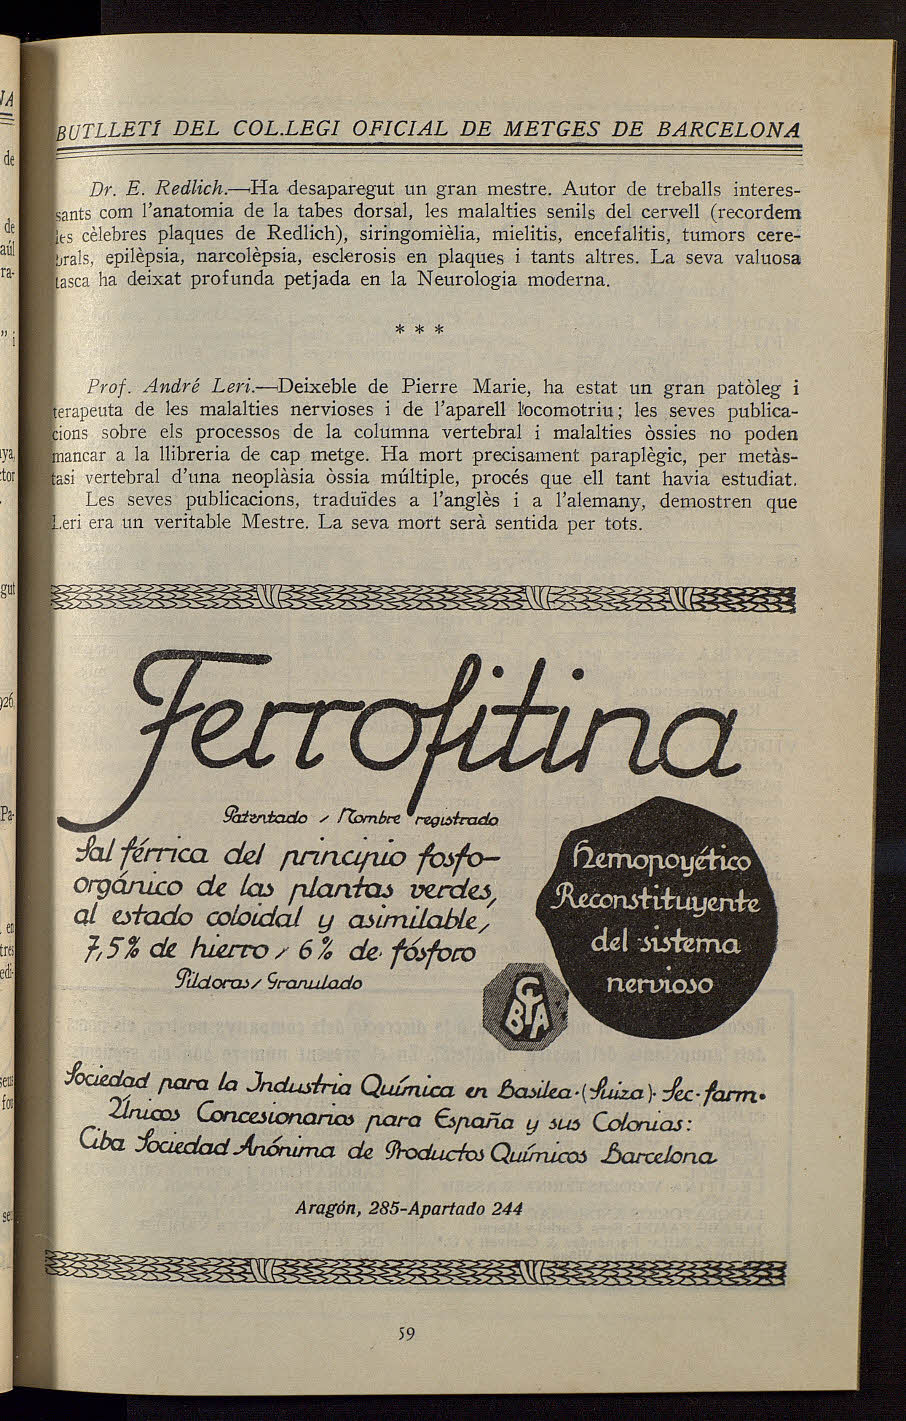 BUTLLETÍ DEL COL.LEGI OFICIAL DE METGES DE BARCELONA
Dr. E. Redlich.—Ha desaparegut un gran mestre. Autor de treballs interes-
sants com l'anatomia de la tabes dorsal, les malalties senils del cervell (recordem
les cèlebres plaques de Redlich), siringomièlia, mielitis, encefalitis, tumors cere-
brals, epilèpsia, narcolèpsia, esclerosis en plaques i tants altres. La seva valuosa
tasca ha deixat profunda petjada en la Neurologia moderna.
* * *
Prof. André Leri.—Deixeble de Pierre Marie, ha estat un gran patòleg i
terapeuta de les malalties nervioses i de l'aparell locomotriu; les seves publica-
cions sobre els processos de la columna vertebral i malalties òssies no poden
mancar a la llibreria de cap metge. Ha mort precisament paraplègic, per metàs-
tasi vertebral d'una neoplàsia òssia múltiple, procés que ell tant havia estudiat.
Les seves publicacions, traduïdes a l'anglès i a l'alemany, demostren que
Leri era un veritable Mestre. La seva mort serà sentida per tots.
Ferrofitina
Patentado / Nombre registrado
Sal férrica del principio fosfo-
orgánico de las plantas verdes,
al estado coloidal y asimilable,
7,5% de hierro / 6% de fósforo
Píldoras / Granulado
Hemopoyético
Reconstituyente
del sistema
nervioso
CIBA
Sociedad para la Industria Química en Basilea·(Suiza)·Sec·farm·
Únicos Concesionarios para España y sus Colonias:
Ciba Sociedad Anónima de Productos Químicos Barcelona
Aragón, 285-Apartado 244
59